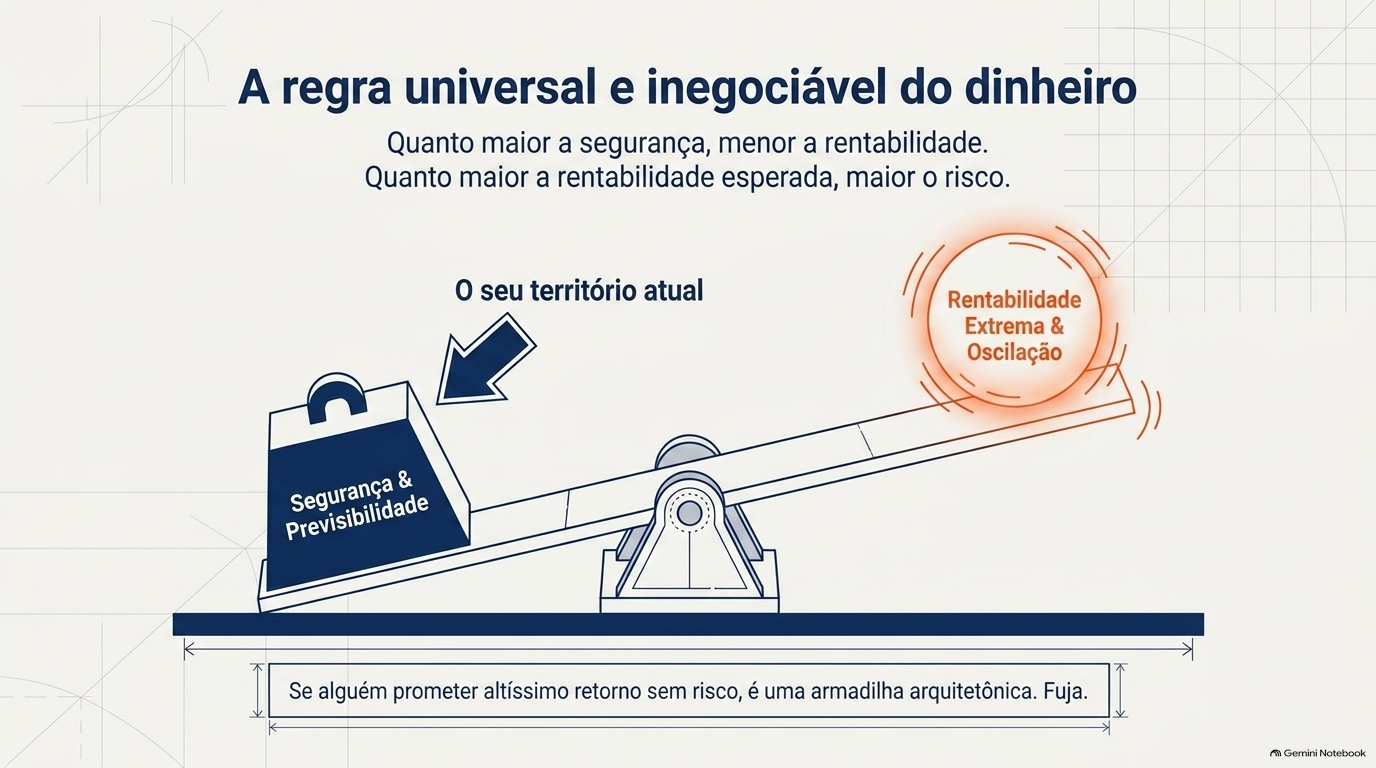 A regra universal e inegociável do dinheiro
Quanto maior a segurança, menor a rentabilidade.
Quanto maior a rentabilidade esperada, maior o risco.
O seu território atual
Rentabilidade
Extrema &
Oscilação
Segurança &
Previsibilidade
Se alguém prometer altíssimo retorno sem risco, é uma armadilha arquitetônica. Fuja.
Gemini Notebook